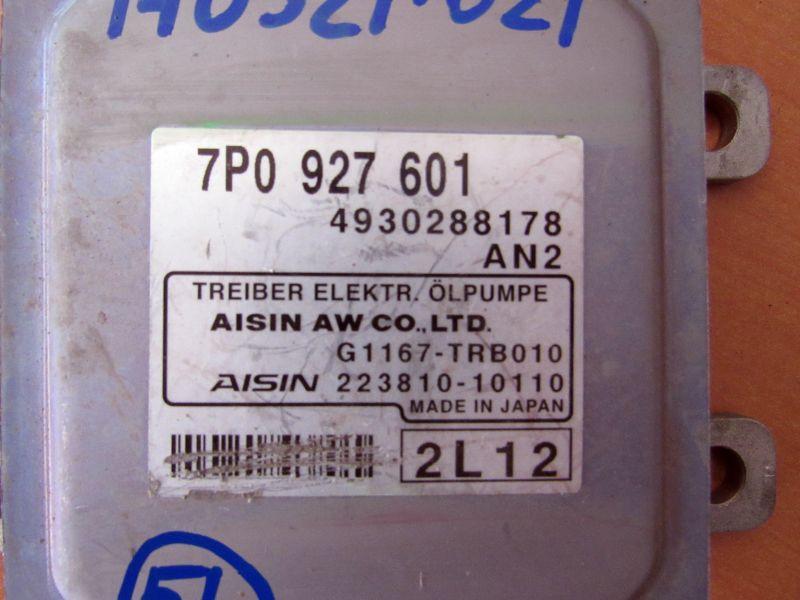 7P0 927 601
4930288178
AN2
TREIBER ELEKTR. ÖLPUMPE
AISIN AW CO.,LTD.
G1167-TRB010
AISIN 223810-10110
MADE IN JAPAN
2L12